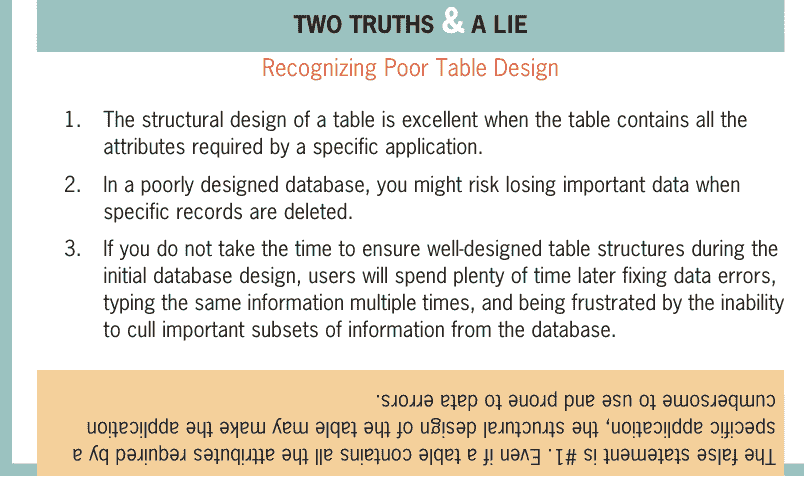 TWO TRUTHS & A LIE
Recognizing Poor Table Design
1. The structural design of a table is excellent when the table contains all the
attributes required by a specific application.
2. In a poorly designed database, you might risk losing important data when
specific records are deleted.
3. If you do not take the time to ensure well-designed table structures during the
initial database design, users will spend plenty of time later fixing data errors,
typing the same information multiple times, and being frustrated by the inability
to cull important subsets of information from the database.
The false statement is #1. Even if a table contains all the attributes required by a
specific application, the structural design of the table may make the application
cumbersome to use and prone to data errors.